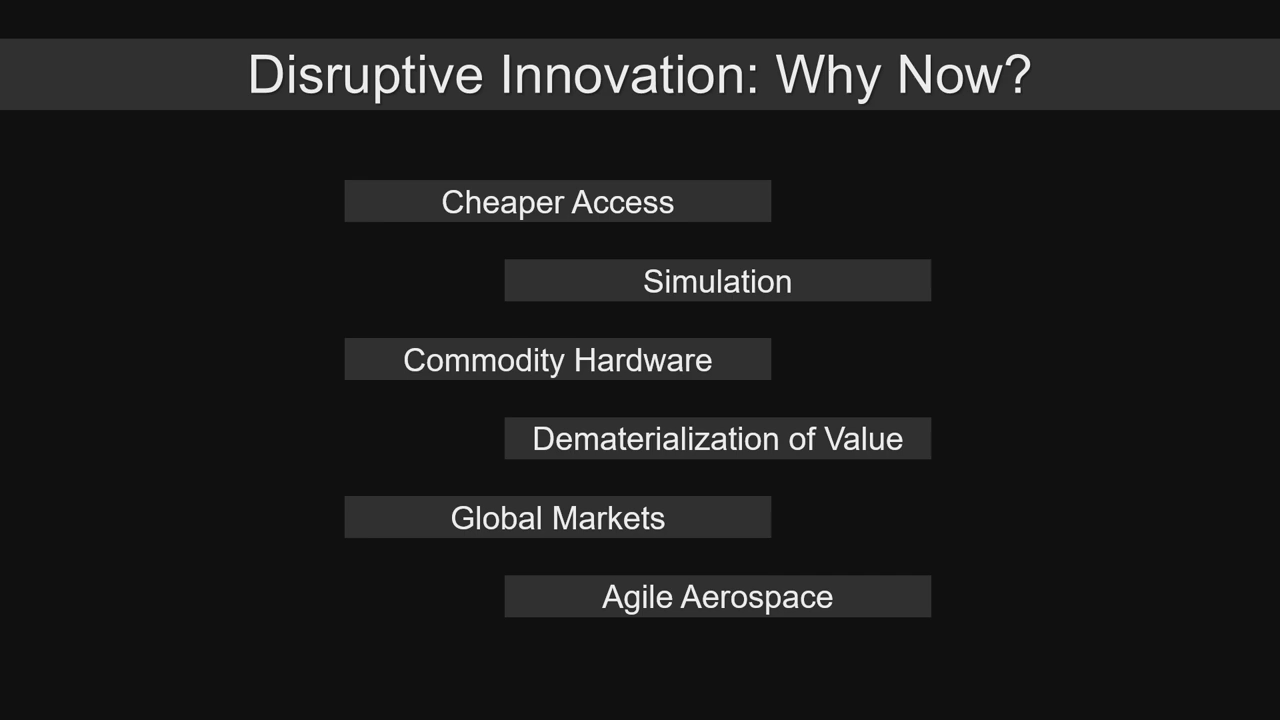 Disruptive Innovation: Why Now?
Cheaper Access
Simulation
Commodity Hardware
Dematerialization of Value
Global Markets
Agile Aerospace